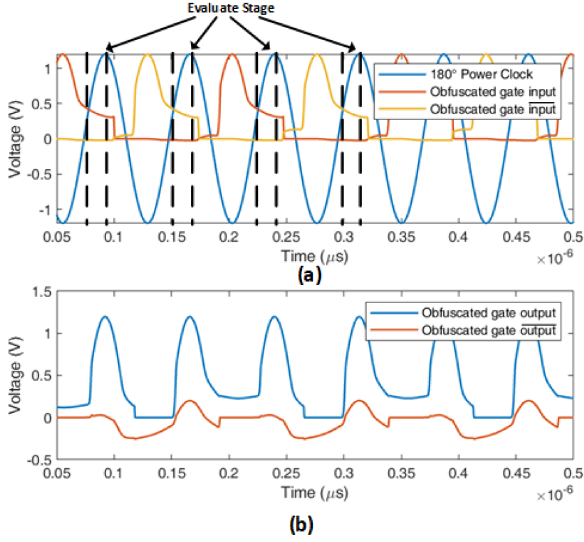 Evaluate Stage
1
0.5
0
-0.5
-1
Voltage (V)
180° Power Clock
Obfuscated gate input
Obfuscated gate input
0.05 0.1 0.15 0.2 0.25 0.3 0.35 0.4 0.45 0.5
Time (μs) ×10⁻⁶
(a)
1.5
1
0.5
0
-0.5
Voltage (V)
Obfuscated gate output
Obfuscated gate output
0.05 0.1 0.15 0.2 0.25 0.3 0.35 0.4 0.45 0.5
Time (μs) ×10⁻⁶
(b)